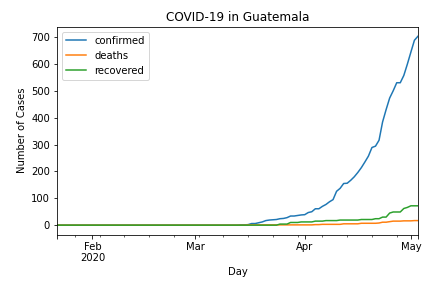 COVID-19 in Guatemala
confirmed
deaths
recovered
Number of Cases
700
600
500
400
300
200
100
0
Feb
2020
Mar
Apr
May
Day